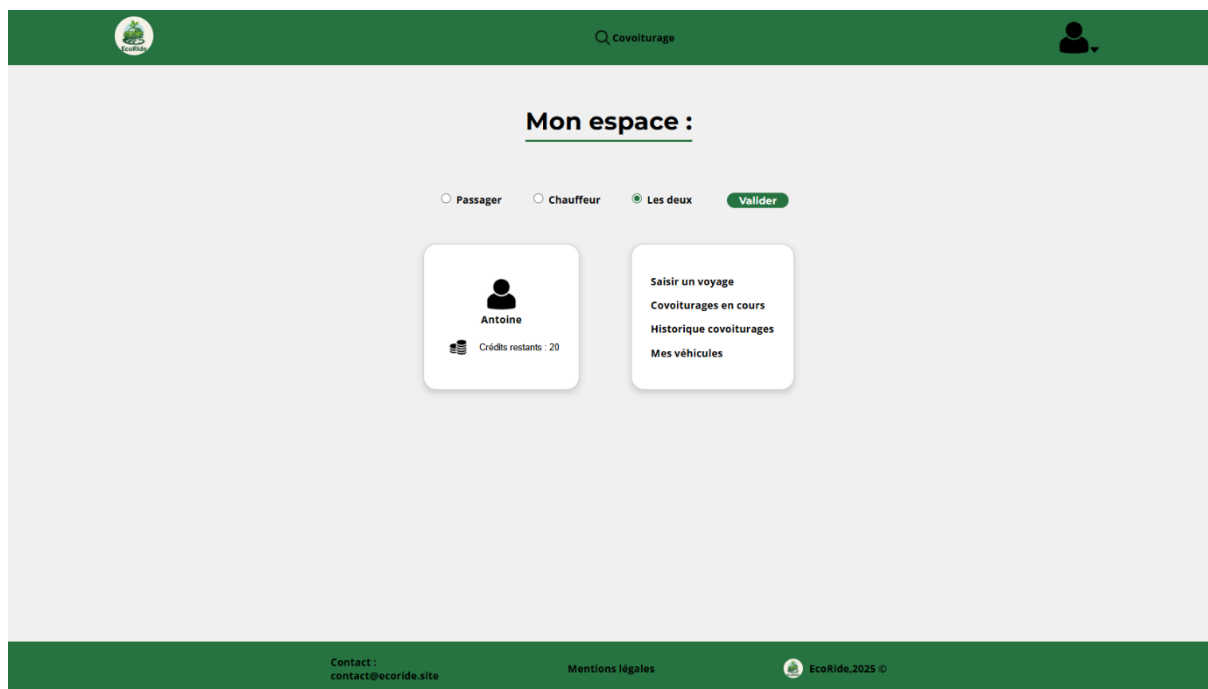 EcoRide
Covoiturage
Mon espace :
Passager
Chauffeur
Les deux
Valider
Antoine
Crédits restants : 20
Saisir un voyage
Covoiturages en cours
Historique covoiturages
Mes véhicules
Contact :
contact@ecoride.site
Mentions légales
EcoRide,2025 ©